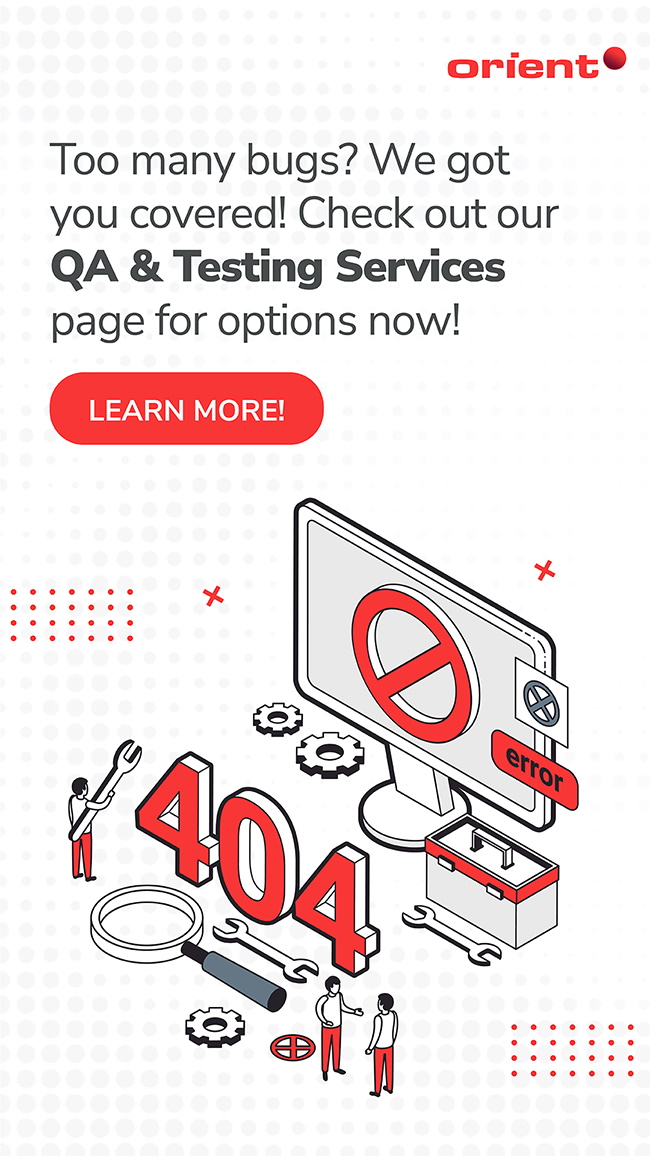 orient
Too many bugs? We got
you covered! Check out our
QA & Testing Services
page for options now!
LEARN MORE!
error
404